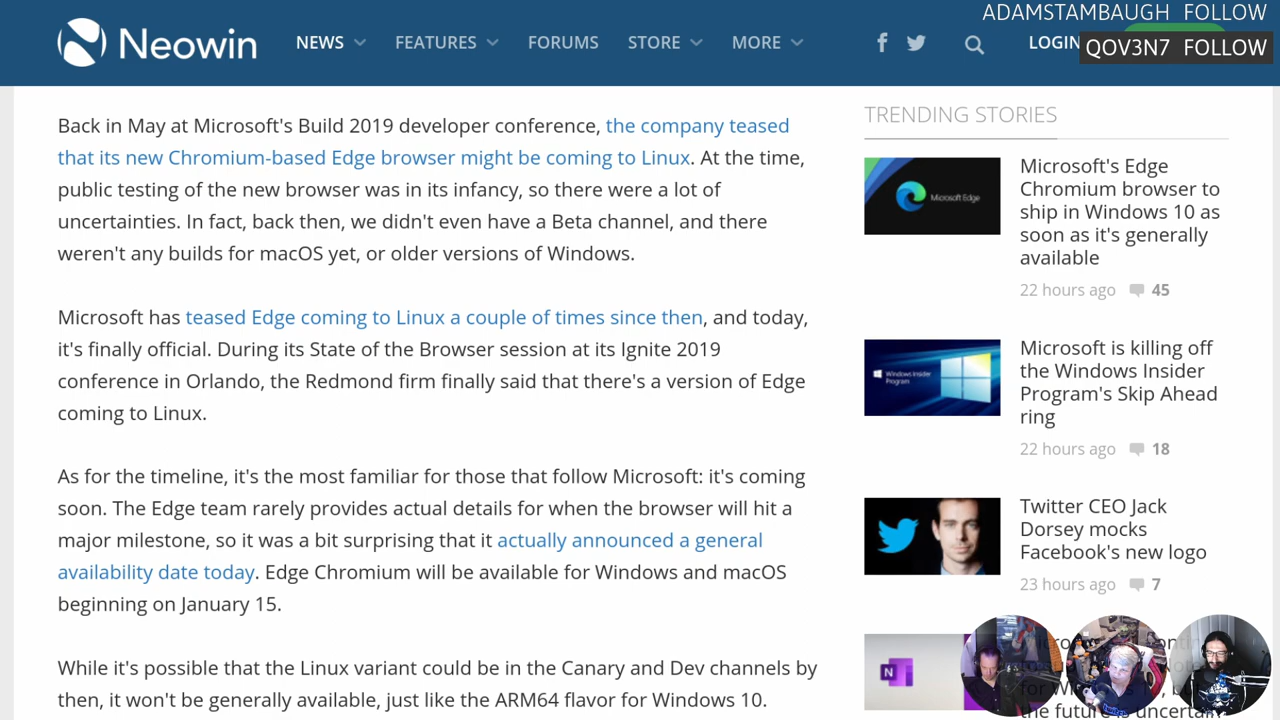 ADAMSTAMBAUGH FOLLOW
Neowin NEWS FEATURES FORUMS STORE MORE LOGIN
QOV3N7 FOLLOW
Back in May at Microsoft's Build 2019 developer conference, the company teased
that its new Chromium-based Edge browser might be coming to Linux. At the time,
public testing of the new browser was in its infancy, so there were a lot of
uncertainties. In fact, back then, we didn't even have a Beta channel, and there
weren't any builds for macOS yet, or older versions of Windows.
Microsoft has teased Edge coming to Linux a couple of times since then, and today,
it's finally official. During its State of the Browser session at its Ignite 2019
conference in Orlando, the Redmond firm finally said that there's a version of Edge
coming to Linux.
As for the timeline, it's the most familiar for those that follow Microsoft: it's coming
soon. The Edge team rarely provides actual details for when the browser will hit a
major milestone, so it was a bit surprising that it actually announced a general
availability date today. Edge Chromium will be available for Windows and macOS
beginning on January 15.
While it's possible that the Linux variant could be in the Canary and Dev channels by
then, it won't be generally available, just like the ARM64 flavor for Windows 10.
TRENDING STORIES
Microsoft Edge
Microsoft's Edge
Chromium browser to
ship in Windows 10 as
soon as it's generally
available
22 hours ago 45
Windows Insider
Program
Microsoft is killing off
the Windows Insider
Program's Skip Ahead
ring
22 hours ago 18
Twitter CEO Jack
Dorsey mocks
Facebook's new logo
23 hours ago 7
N
the future is uncertain